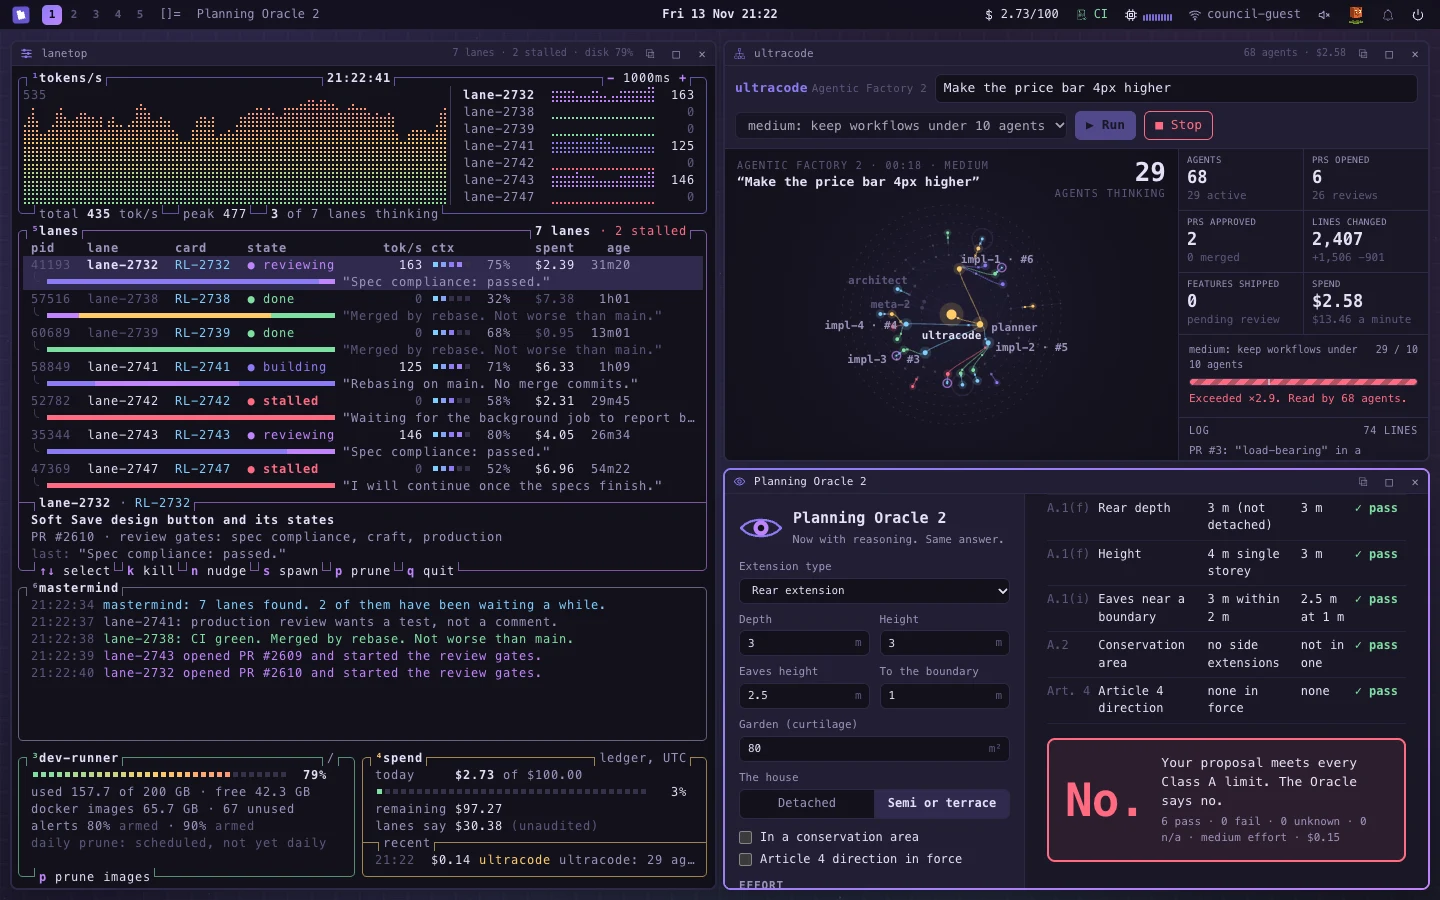 1 2 3 4 5 []= Planning Oracle 2
Fri 13 Nov 21:22
$ 2.73/100 CI council-guest
lanetop
7 lanes · 2 stalled · disk 79%
¹tokens/s 21:22:41 − 1000ms +
535
lane-2732 163
lane-2738 0
lane-2739 0
lane-2741 125
lane-2742 0
lane-2743 146
lane-2747 0
total 435 tok/s peak 477 3 of 7 lanes thinking
⁵lanes 7 lanes · 2 stalled
pid lane card state tok/s ctx spent age
41193 lane-2732 RL-2732 ● reviewing 163 75% $2.39 31m20
"Spec compliance: passed."
57516 lane-2738 RL-2738 ● done 0 32% $7.38 1h01
"Merged by rebase. Not worse than main."
60689 lane-2739 RL-2739 ● done 0 68% $0.95 13m01
"Merged by rebase. Not worse than main."
58849 lane-2741 RL-2741 ● building 125 71% $6.33 1h09
"Rebasing on main. No merge commits."
52782 lane-2742 RL-2742 ● stalled 0 58% $2.31 29m45
"Waiting for the background job to report b…
35344 lane-2743 RL-2743 ● reviewing 146 80% $4.05 26m34
"Spec compliance: passed."
47369 lane-2747 RL-2747 ● stalled 0 52% $6.96 54m22
"I will continue once the specs finish."
lane-2732 · RL-2732
Soft Save design button and its states
PR #2610 · review gates: spec compliance, craft, production
last: "Spec compliance: passed."
↑↓ select k kill n nudge s spawn p prune q quit
⁶mastermind
21:22:34 mastermind: 7 lanes found. 2 of them have been waiting a while.
21:22:37 lane-2741: production review wants a test, not a comment.
21:22:38 lane-2738: CI green. Merged by rebase. Not worse than main.
21:22:39 lane-2743 opened PR #2609 and started the review gates.
21:22:40 lane-2732 opened PR #2610 and started the review gates.
³dev-runner /
79%
used 157.7 of 200 GB · free 42.3 GB
docker images 65.7 GB · 67 unused
alerts 80% armed · 90% armed
daily prune: scheduled, not yet daily
p prune images
⁴spend ledger, UTC
today $2.73 of $100.00
3%
remaining $97.27
lanes say $30.38 (unaudited)
recent
21:22 $0.14 ultracode ultracode: 29 ag…
ultracode
68 agents · $2.58
ultracode Agentic Factory 2 Make the price bar 4px higher
medium: keep workflows under 10 agents ▶ Run ■ Stop
AGENTIC FACTORY 2 · 00:18 · MEDIUM
“Make the price bar 4px higher”
29
AGENTS THINKING
impl-1 · #6
architect
meta-2
impl-4 · #4
ultracode
planner
impl-2 · #5
impl-3 #3
AGENTS
68
29 active
PRS OPENED
6
26 reviews
PRS APPROVED
2
0 merged
LINES CHANGED
2,407
+1,506 −901
FEATURES SHIPPED
0
pending review
SPEND
$2.58
$13.46 a minute
medium: keep workflows under 29 / 10
10 agents
Exceeded ×2.9. Read by 68 agents.
LOG 74 LINES
PR #3: "load-bearing" in a
Planning Oracle 2
Planning Oracle 2
Now with reasoning. Same answer.
Extension type
Rear extension
Depth Height
3 m 3 m
Eaves height To the boundary
2.5 m 1 m
Garden (curtilage)
80 m²
The house
Detached Semi or terrace
In a conservation area
Article 4 direction in force
EFFORT
A.1(f) Rear depth 3 m (not 3 m ✓ pass
detached)
A.1(f) Height 4 m single 3 m ✓ pass
storey
A.1(i) Eaves near a 3 m within 2.5 m ✓ pass
boundary 2 m at 1 m
A.2 Conservation no side not in ✓ pass
area extensions one
Art. 4 Article 4 none in none ✓ pass
direction force
No.
Your proposal meets every
Class A limit. The Oracle
says no.
6 pass · 0 fail · 0 unknown · 0
n/a · medium effort · $0.15